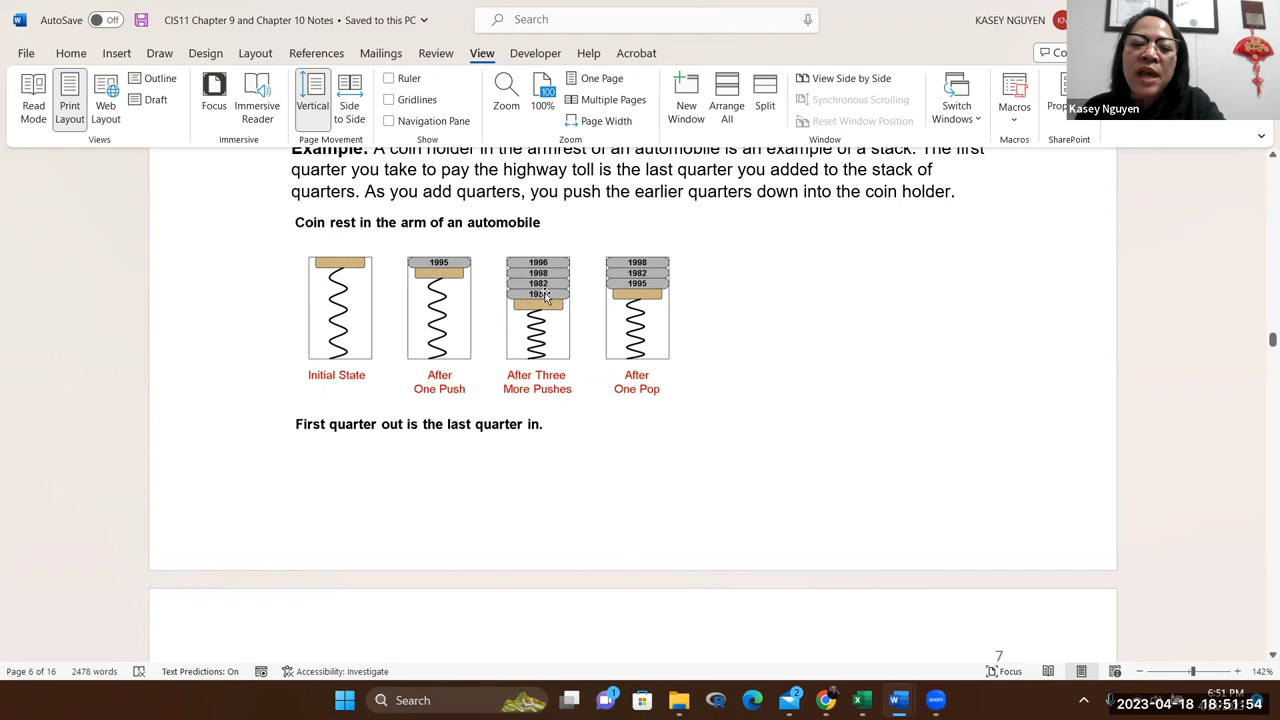 AutoSave
Off
CIS11 Chapter 9 and Chapter 10 Notes • Saved to this PC
Search
KASEY NGUYEN
KN
File Home Insert Draw Design Layout References Mailings Review View Developer Help Acrobat
Read Mode
Print Layout
Web Layout
Outline
Draft
Views
Focus
Immersive Reader
Immersive
Vertical
Side to Side
Page Movement
Ruler
Gridlines
Navigation Pane
Show
Zoom
100
100%
One Page
Multiple Pages
Page Width
Zoom
New Window
Arrange All
Split
View Side by Side
Synchronous Scrolling
Reset Window Position
Window
Switch Windows
Macros
Macros
SharePoint
Kasey Nguyen
Example: A coin holder in the armrest of an automobile is an example of a stack. The first
quarter you take to pay the highway toll is the last quarter you added to the stack of
quarters. As you add quarters, you push the earlier quarters down into the coin holder.
Coin rest in the arm of an automobile
1995
1996
1998
1982
1998
1982
1995
Initial State
After
One Push
After Three
More Pushes
After
One Pop
First quarter out is the last quarter in.
7
Page 6 of 16
2478 words
Text Predictions: On
Accessibility: Investigate
Focus
142%
Search
1
2
zoom
6:51 PM
2023-04-18 18:51:54